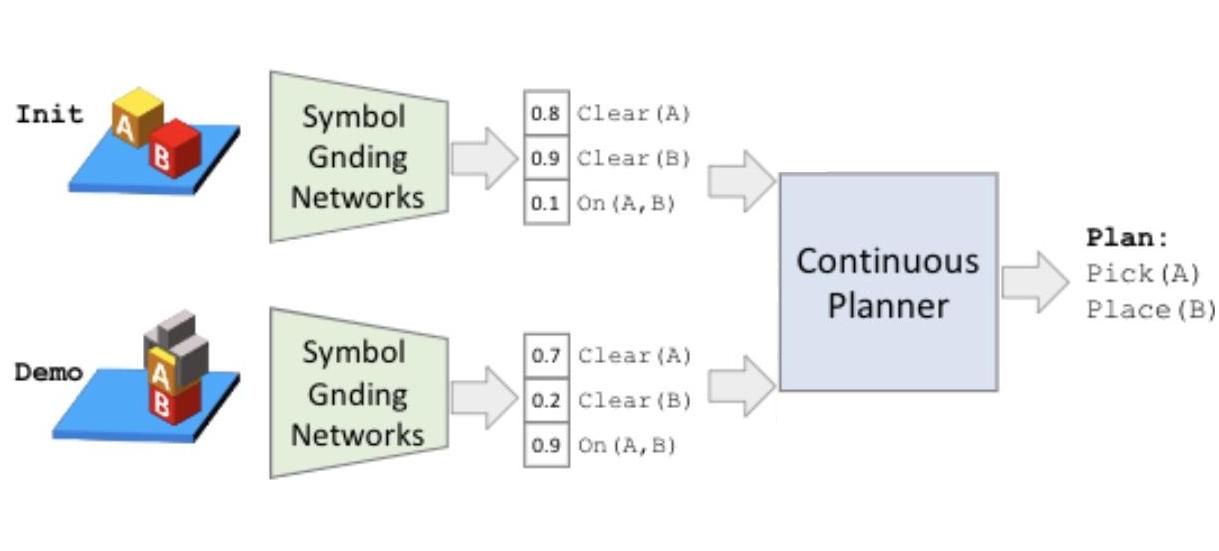 Init
A
B
Symbol
Gnding
Networks
0.8 Clear(A)
0.9 Clear(B)
0.1 On(A,B)
Demo
A
B
Symbol
Gnding
Networks
0.7 Clear(A)
0.2 Clear(B)
0.9 On(A,B)
Continuous
Planner
Plan:
Pick(A)
Place(B)